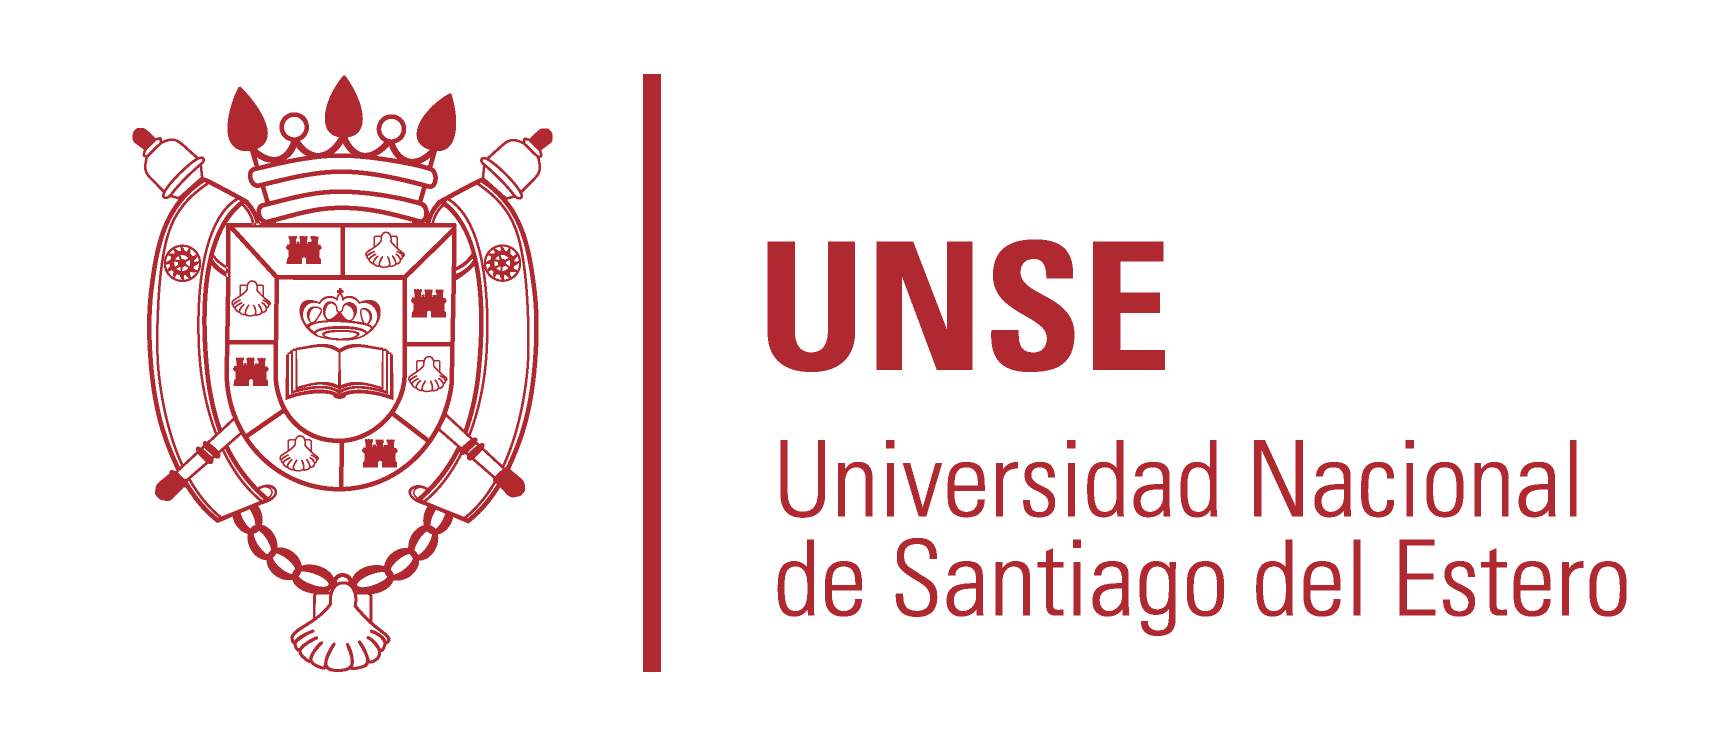 UNSE
Universidad Nacional
de Santiago del Estero